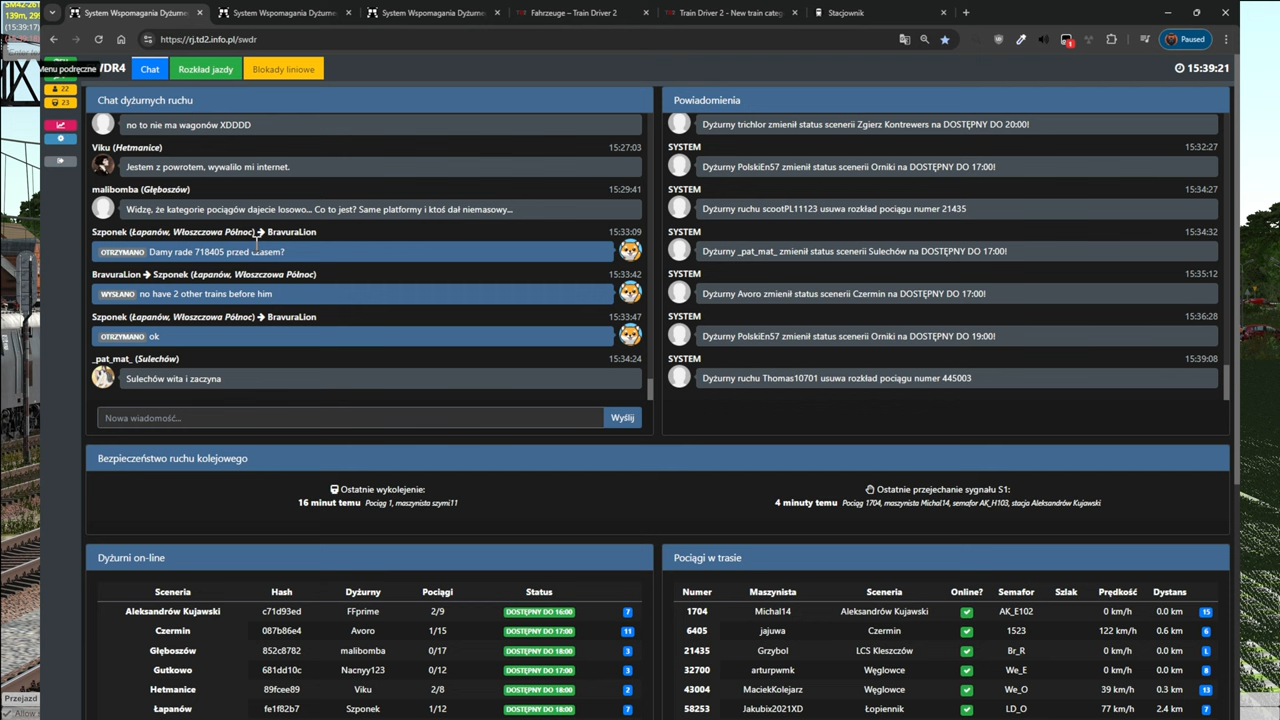 System Wspomagania Dyżurne
System Wspomagania Dyżurne
System Wspomagania Dyżurne
Fahrzeuge – Train Driver 2
Stacjownik
(15:39:17)
https://rj.td2.info.pl/swdr
Paused
Menu podręczne
DR4
Chat
Rozkład jazdy
Blokady liniowe
15:39:21
22
23
Chat dyżurnych ruchu
no to nie ma wagonów XDDDD
Viku (Hetmanice)
15:27:03
Jestem z powrotem, wywaliło mi internet.
malibomba (Głęboszów)
15:29:41
Widzę, że kategorie pociągów dajecie losowo... Co to jest? Same platformy i ktoś dał niemasowy...
Szponek (Łapanów, Włoszczowa Północ) → BravuraLion
15:33:09
OTRZYMANO Damy rade 718405 przed czasem?
BravuraLion → Szponek (Łapanów, Włoszczowa Północ)
15:33:42
WYSŁANO no have 2 other trains before him
Szponek (Łapanów, Włoszczowa Północ) → BravuraLion
15:33:47
OTRZYMANO ok
_pat_mat_ (Sulechów)
15:34:24
Sulechów wita i zaczyna
Nowa wiadomość...
Wyślij
Powiadomienia
Dyżurny trichlor zmienił status scenerii Zgierz Kontrewers na DOSTĘPNY DO 20:00!
SYSTEM
15:32:27
Dyżurny PolskiEn57 zmienił status scenerii Orniki na DOSTĘPNY DO 17:00!
SYSTEM
15:34:27
Dyżurny ruchu scootPL11123 usuwa rozkład pociągu numer 21435
SYSTEM
15:34:32
Dyżurny _pat_mat_ zmienił status scenerii Sulechów na DOSTĘPNY DO 17:00!
SYSTEM
15:35:12
Dyżurny Avoro zmienił status scenerii Czermin na DOSTĘPNY DO 17:00!
SYSTEM
15:36:28
Dyżurny PolskiEn57 zmienił status scenerii Orniki na DOSTĘPNY DO 19:00!
SYSTEM
15:39:08
Dyżurny ruchu Thomas10701 usuwa rozkład pociągu numer 445003
Bezpieczeństwo ruchu kolejowego
Ostatnie wykolejenie:
16 minut temu Pociąg 1, maszynista szymi11
Ostatnie przejechanie sygnału S1:
4 minuty temu Pociąg 1704, maszynista Michal14, semafor AK_H103, stacja Aleksandrów Kujawski
Dyżurni on-line
Sceneria Hash Dyżurny Pociągi Status
Aleksandrów Kujawski c71d93ed FFprime 2/9 DOSTĘPNY DO 16:00 7
Czermin 087b86e4 Avoro 1/15 DOSTĘPNY DO 17:00 11
Głęboszów 852c8782 malibomba 0/17 DOSTĘPNY DO 18:00 3
Gutkowo 681dd10c Nacnyy123 0/12 DOSTĘPNY DO 17:00 3
Hetmanice 89fcee89 Viku 2/8 DOSTĘPNY DO 18:00 2
Łapanów fe1f82b7 Szponek 1/12 DOSTĘPNY DO 18:00 7
Pociągi w trasie
Numer Maszynista Sceneria Online? Semafor Szlak Prędkość Dystans
1704 Michal14 Aleksandrów Kujawski AK_E102 0 km/h 0.0 km 15
6405 jajuwa Czermin 1523 122 km/h 0.6 km 6
21435 Grzybol LCS Kleszczów Br_R 0 km/h 0.0 km L
32700 arturpwmk Węglowce We_E 0 km/h 0.0 km 8
43008 MaciekKolejarz Węglowce We_O 39 km/h 0.3 km 13
58253 Jakubix2021XD Łopiennik LD_O 77 km/h 2.4 km 7
Przejazd